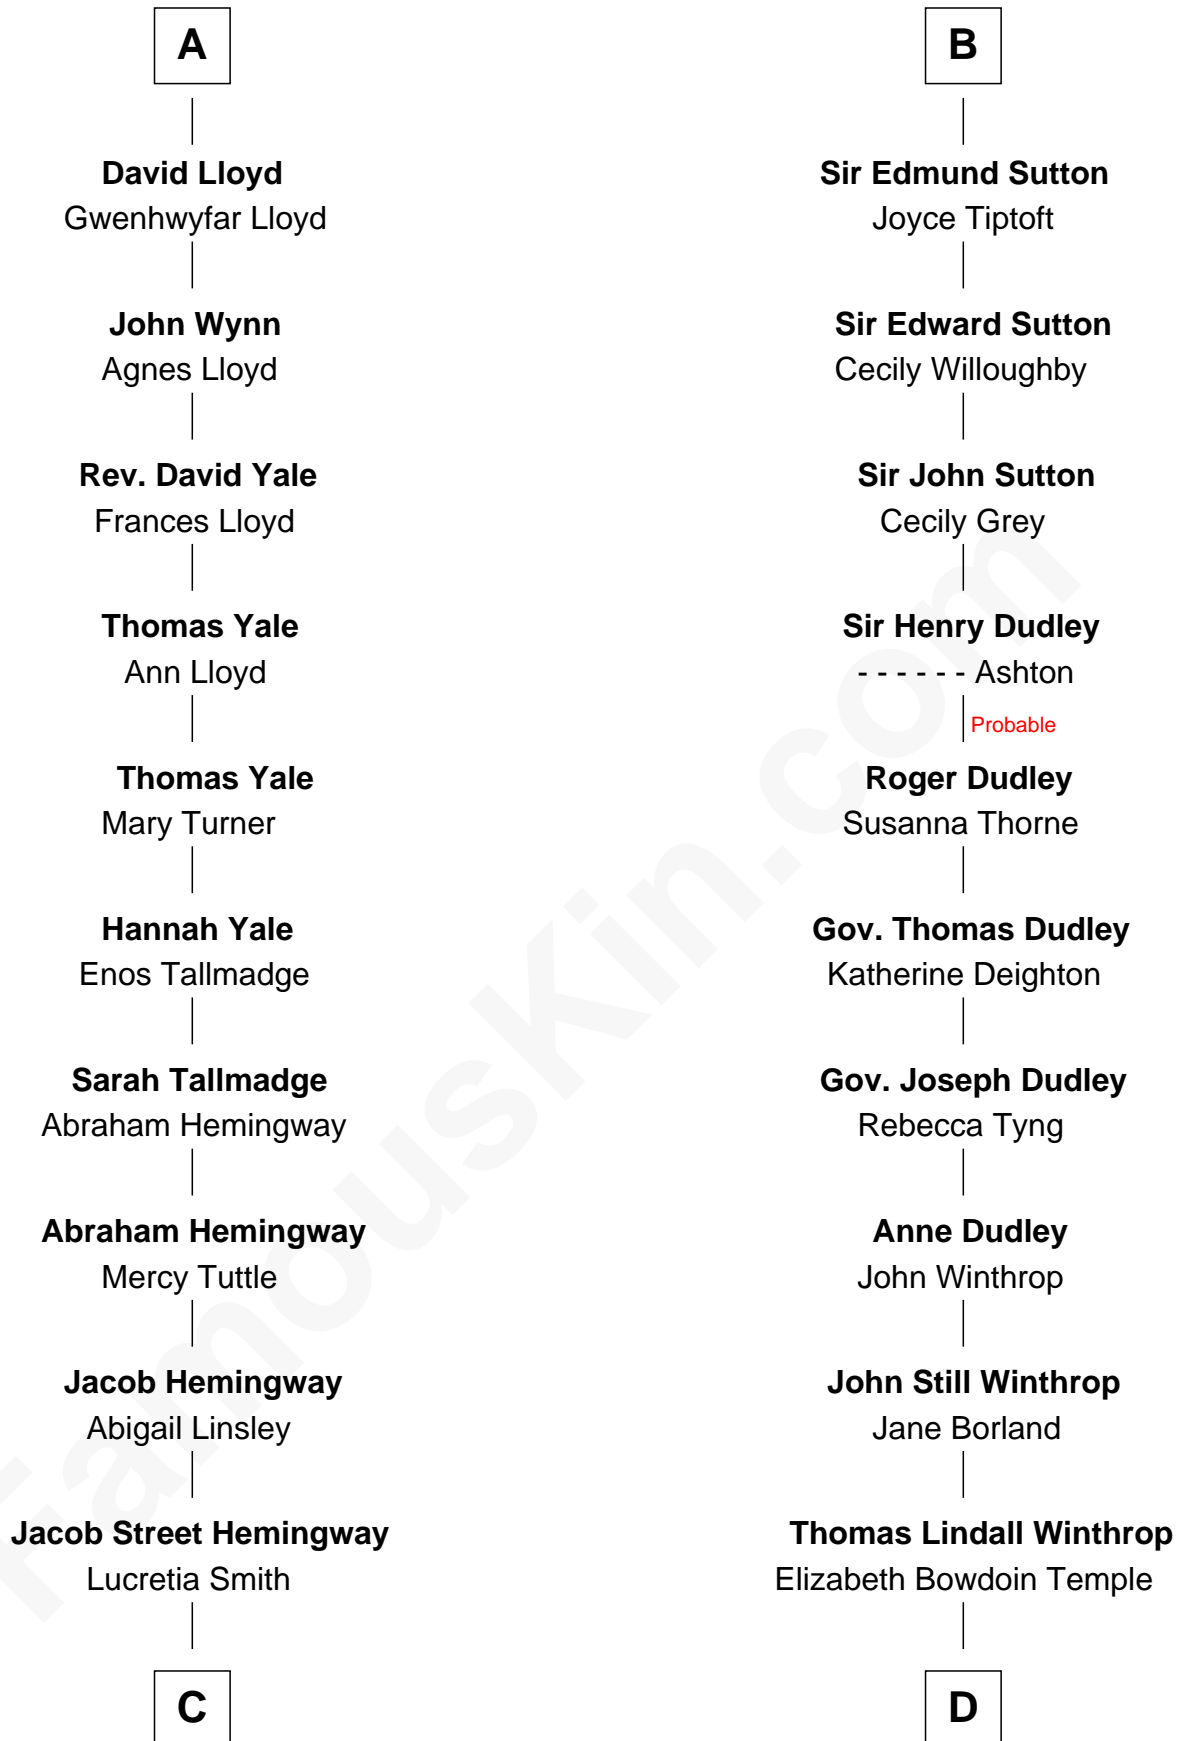 A
David Lloyd
Gwenhwyfar Lloyd
John Wynn
Agnes Lloyd
Rev. David Yale
Frances Lloyd
Thomas Yale
Ann Lloyd
Thomas Yale
Mary Turner
Hannah Yale
Enos Tallmadge
Sarah Tallmadge
Abraham Hemingway
Abraham Hemingway
Mercy Tuttle
Jacob Hemingway
Abigail Linsley
Jacob Street Hemingway
Lucretia Smith
C
B
Sir Edmund Sutton
Joyce Tiptoft
Sir Edward Sutton
Cecily Willoughby
Sir John Sutton
Cecily Grey
Sir Henry Dudley
- - - - - - Ashton
Probable
Roger Dudley
Susanna Thorne
Gov. Thomas Dudley
Katherine Deighton
Gov. Joseph Dudley
Rebecca Tyng
Anne Dudley
John Winthrop
John Still Winthrop
Jane Borland
Thomas Lindall Winthrop
Elizabeth Bowdoin Temple
D
FamousKin.com